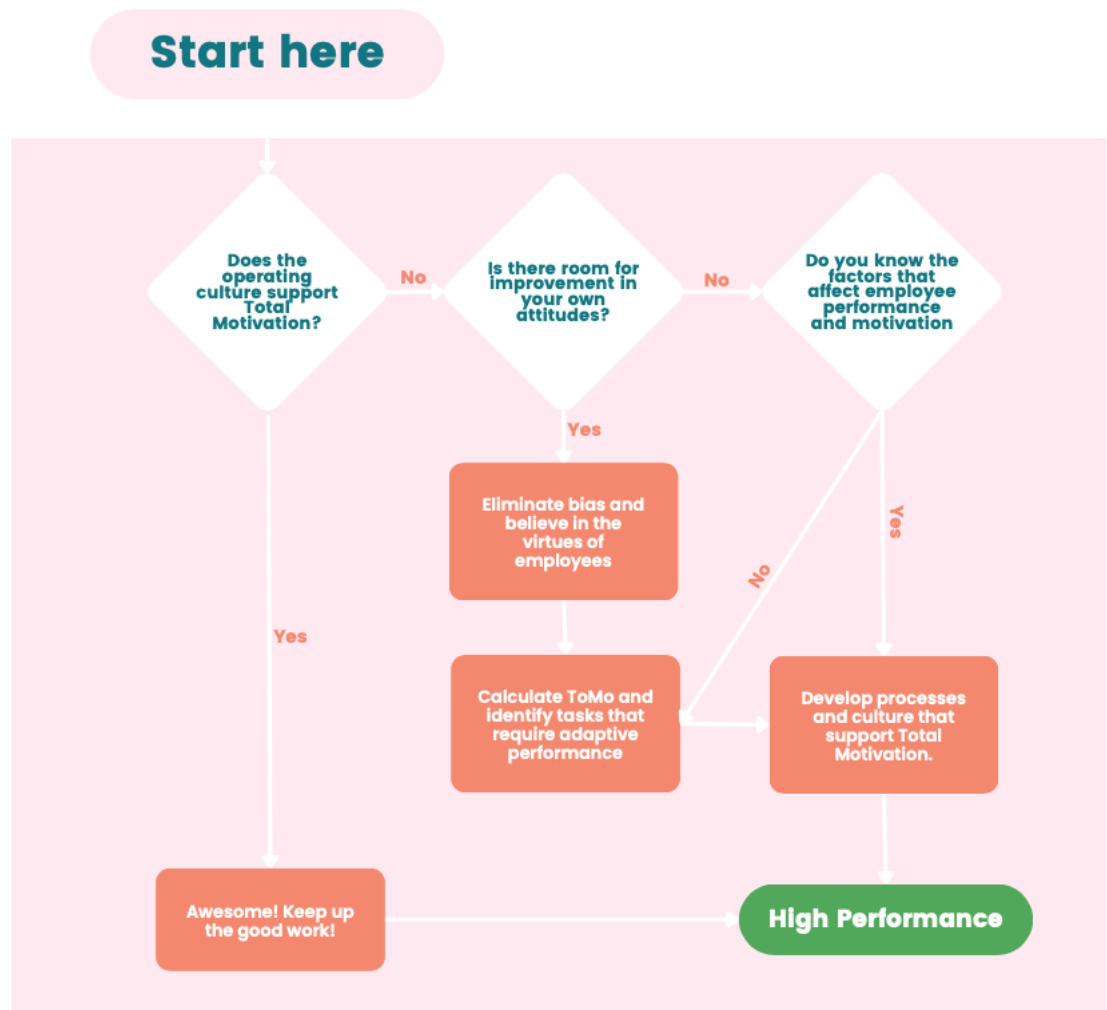 Start here
Does the
operating
culture support
Total
Motivation?
No
Is there room for
improvement in
your own
attitudes?
No
Do you know the
factors that
affect employee
performance
and motivation
Yes
Eliminate bias and
believe in the
virtues of
employees
Yes
No
Yes
Calculate ToMo and
identify tasks that
require adaptive
performance
Develop processes
and culture that
support Total
Motivation.
Awesome! Keep up
the good work!
High Performance